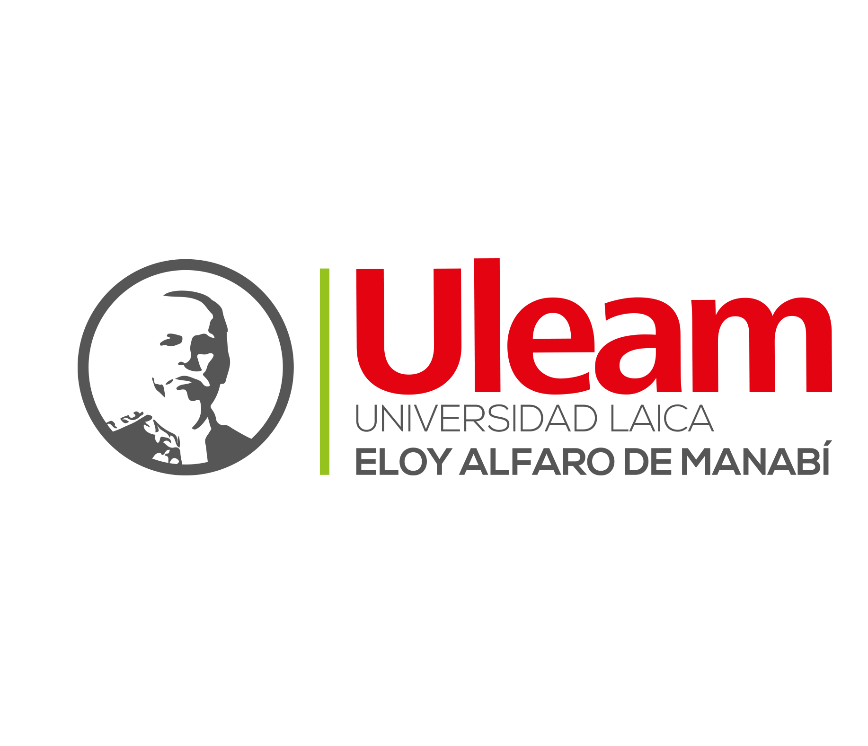 Uleam
UNIVERSIDAD LAICA
ELOY ALFARO DE MANABÍ